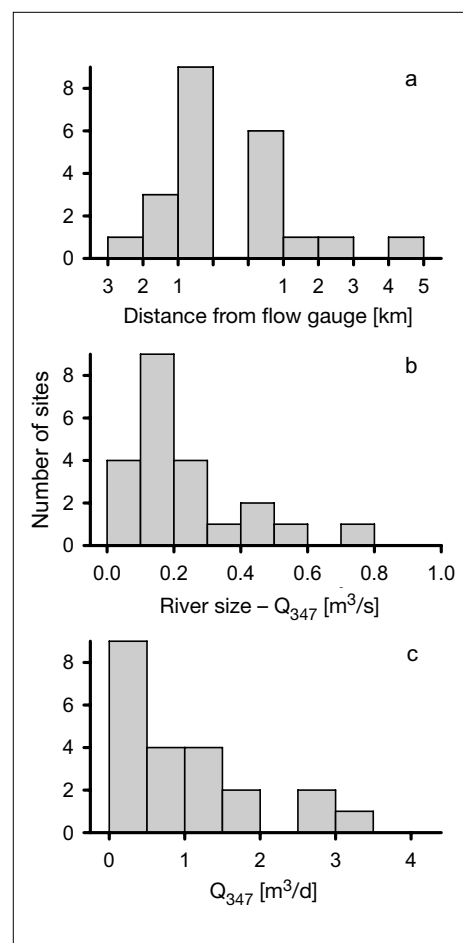 a
8
6
4
2
0
3 2 1 1 2 3 4 5
Distance from flow gauge [km]
Number of sites
b
8
6
4
2
0
0.0 0.2 0.4 0.6 0.8 1.0
River size – Q347 [m³/s]
c
8
6
4
2
0
0 1 2 3 4
Q347 [m³/d]